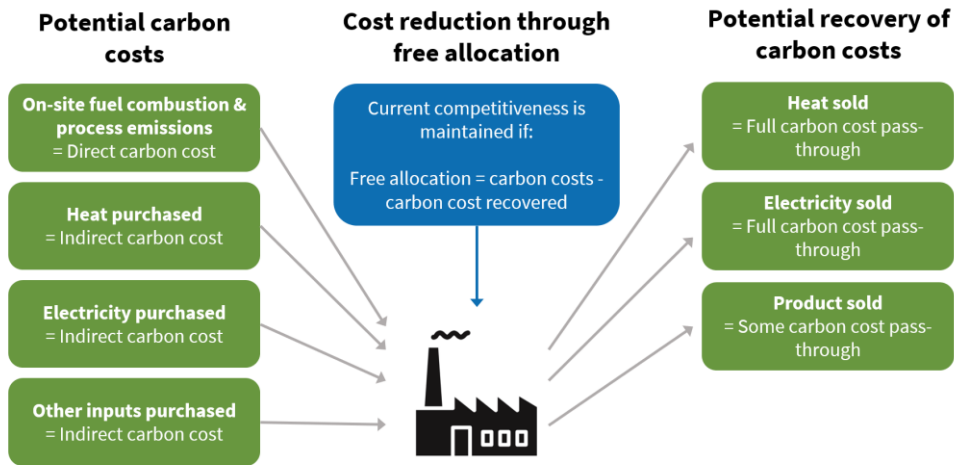 Potential carbon
costs
On-site fuel combustion &
process emissions
= Direct carbon cost
Heat purchased
= Indirect carbon cost
Electricity purchased
= Indirect carbon cost
Other inputs purchased
= Indirect carbon cost
Cost reduction through
free allocation
Current competitiveness is
maintained if:
Free allocation = carbon costs -
carbon cost recovered
Potential recovery of
carbon costs
Heat sold
= Full carbon cost pass-
through
Electricity sold
= Full carbon cost pass-
through
Product sold
= Some carbon cost pass-
through